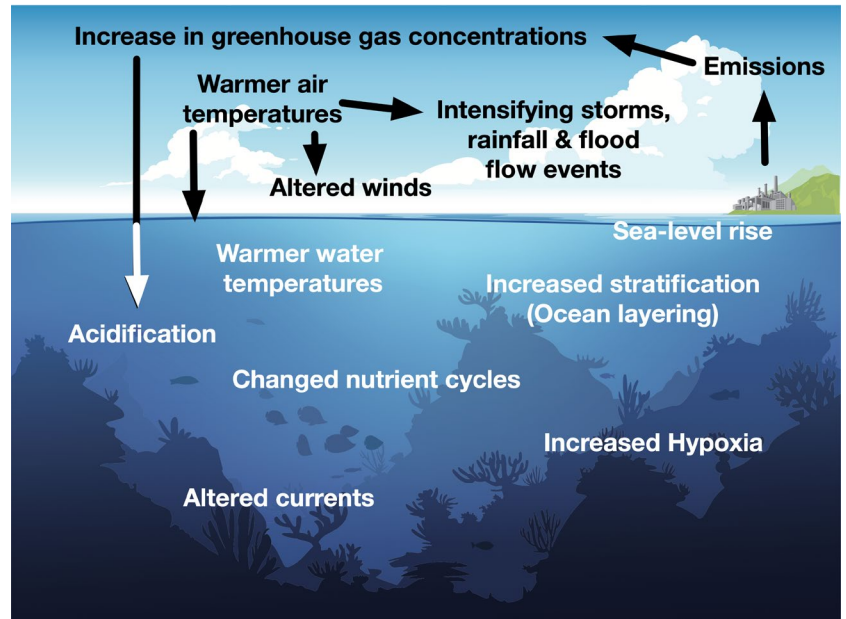 Increase in greenhouse gas concentrations
Emissions
Warmer air
temperatures
Intensifying storms,
rainfall & flood
flow events
Altered winds
Sea-level rise
Warmer water
temperatures
Increased stratification
(Ocean layering)
Acidification
Changed nutrient cycles
Increased Hypoxia
Altered currents